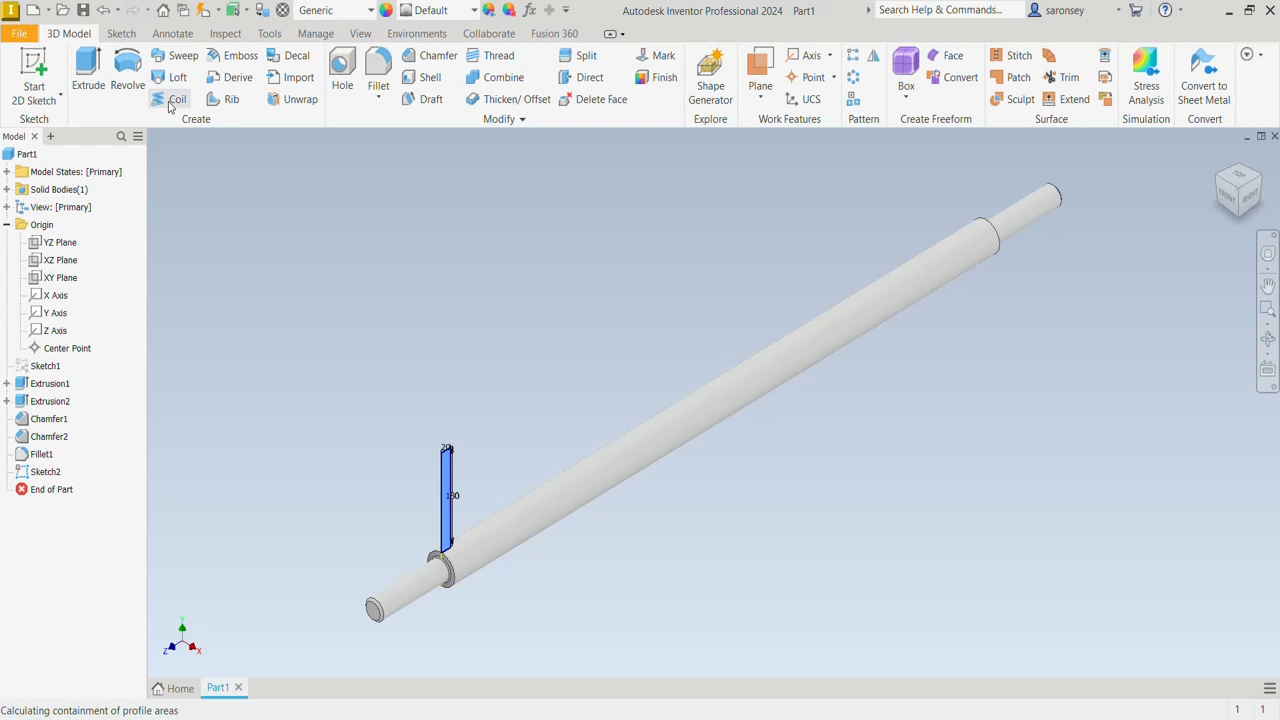 Generic
Default
Autodesk Inventor Professional 2024 Part1
Search Help & Commands...
saronsey
File
3D Model
Sketch
Annotate
Inspect
Tools
Manage
View
Environments
Collaborate
Fusion 360
Start
2D Sketch
Extrude
Revolve
Sweep
Loft
Coil
Emboss
Derive
Rib
Decal
Import
Unwrap
Hole
Fillet
Chamfer
Shell
Draft
Thread
Combine
Thicken/ Offset
Split
Direct
Delete Face
Mark
Finish
Shape
Generator
Plane
Axis
Point
UCS
Box
Face
Convert
Stitch
Patch
Sculpt
Trim
Extend
Stress
Analysis
Convert to
Sheet Metal
Sketch
Create
Modify
Explore
Work Features
Pattern
Create Freeform
Surface
Simulation
Convert
Model
Part1
Model States: [Primary]
Solid Bodies(1)
View: [Primary]
Origin
YZ Plane
XZ Plane
XY Plane
X Axis
Y Axis
Z Axis
Center Point
Sketch1
Extrusion1
Extrusion2
Chamfer1
Chamfer2
Fillet1
Sketch2
End of Part
TOP
FRONT
RIGHT
20
Y
Z
X
Home
Part1
Calculating containment of profile areas
1
1